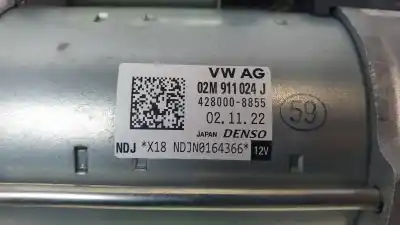 VW AG
02M 911 024 J
428000-8855
02.11.22
JAPAN DENSO
NDJ *X18 NDJN0164366* 12V
59